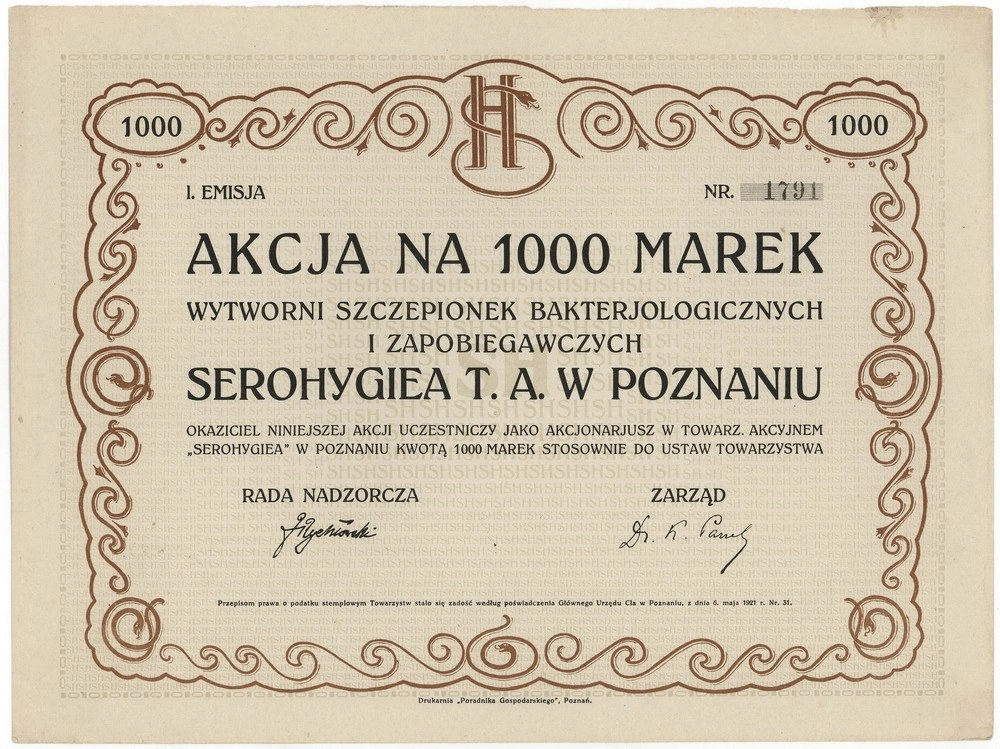 1000
HS
1000
I. EMISJA
NR. 1791
AKCJA NA 1000 MAREK
WYTWORNI SZCZEPIONEK BAKTERJOLOGICZNYCH
I ZAPOBIEGAWCZYCH
SEROHYGIEA T. A. W POZNANIU
OKAZICIEL NINIEJSZEJ AKCJI UCZESTNICZY JAKO AKCJONARJUSZ W TOWARZ. AKCYJNEM
„SEROHYGIEA" W POZNANIU KWOTĄ 1000 MAREK STOSOWNIE DO USTAW TOWARZYSTWA
RADA NADZORCZA
ZARZĄD
Dr. K.
Przepisom prawa o podatku stemplowym Towarzystw stało się zadość według poświadczenia Głównego Urzędu Cła w Poznaniu, z dnia 6. maja 1921 r. Nr. 31.
Drukarnia „Poradnika Gospodarskiego", Poznań.